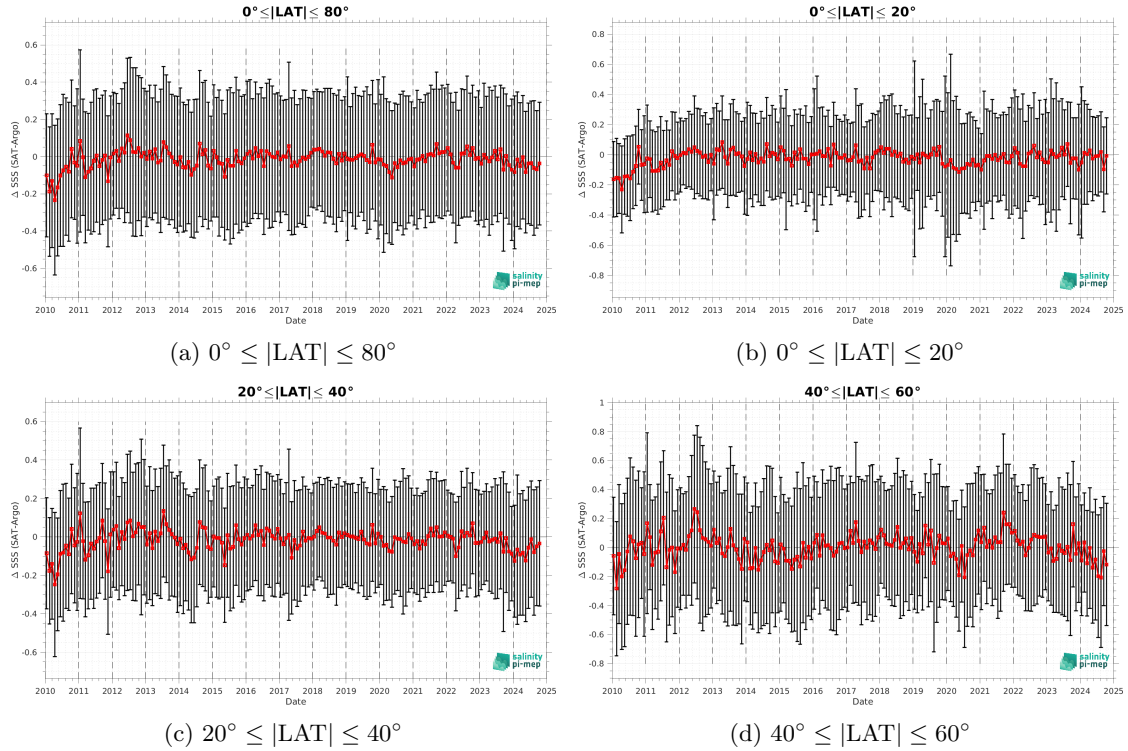 0°≤|LAT|≤ 80°
Δ SSS (SAT-Argo)
0.6
0.4
0.2
0
-0.2
-0.4
-0.6
2010 2011 2012 2013 2014 2015 2016 2017 2018 2019 2020 2021 2022 2023 2024 2025
Date
salinity
pi-mep
(a) 0° ≤ |LAT| ≤ 80°
0°≤|LAT|≤ 20°
Δ SSS (SAT-Argo)
0.8
0.6
0.4
0.2
0
-0.2
-0.4
-0.6
-0.8
2010 2011 2012 2013 2014 2015 2016 2017 2018 2019 2020 2021 2022 2023 2024 2025
Date
salinity
pi-mep
(b) 0° ≤ |LAT| ≤ 20°
20°≤|LAT|≤ 40°
Δ SSS (SAT-Argo)
0.6
0.4
0.2
0
-0.2
-0.4
-0.6
2010 2011 2012 2013 2014 2015 2016 2017 2018 2019 2020 2021 2022 2023 2024 2025
Date
salinity
pi-mep
(c) 20° ≤ |LAT| ≤ 40°
40°≤|LAT|≤ 60°
Δ SSS (SAT-Argo)
1
0.8
0.6
0.4
0.2
0
-0.2
-0.4
-0.6
-0.8
2010 2011 2012 2013 2014 2015 2016 2017 2018 2019 2020 2021 2022 2023 2024 2025
Date
salinity
pi-mep
(d) 40° ≤ |LAT| ≤ 60°